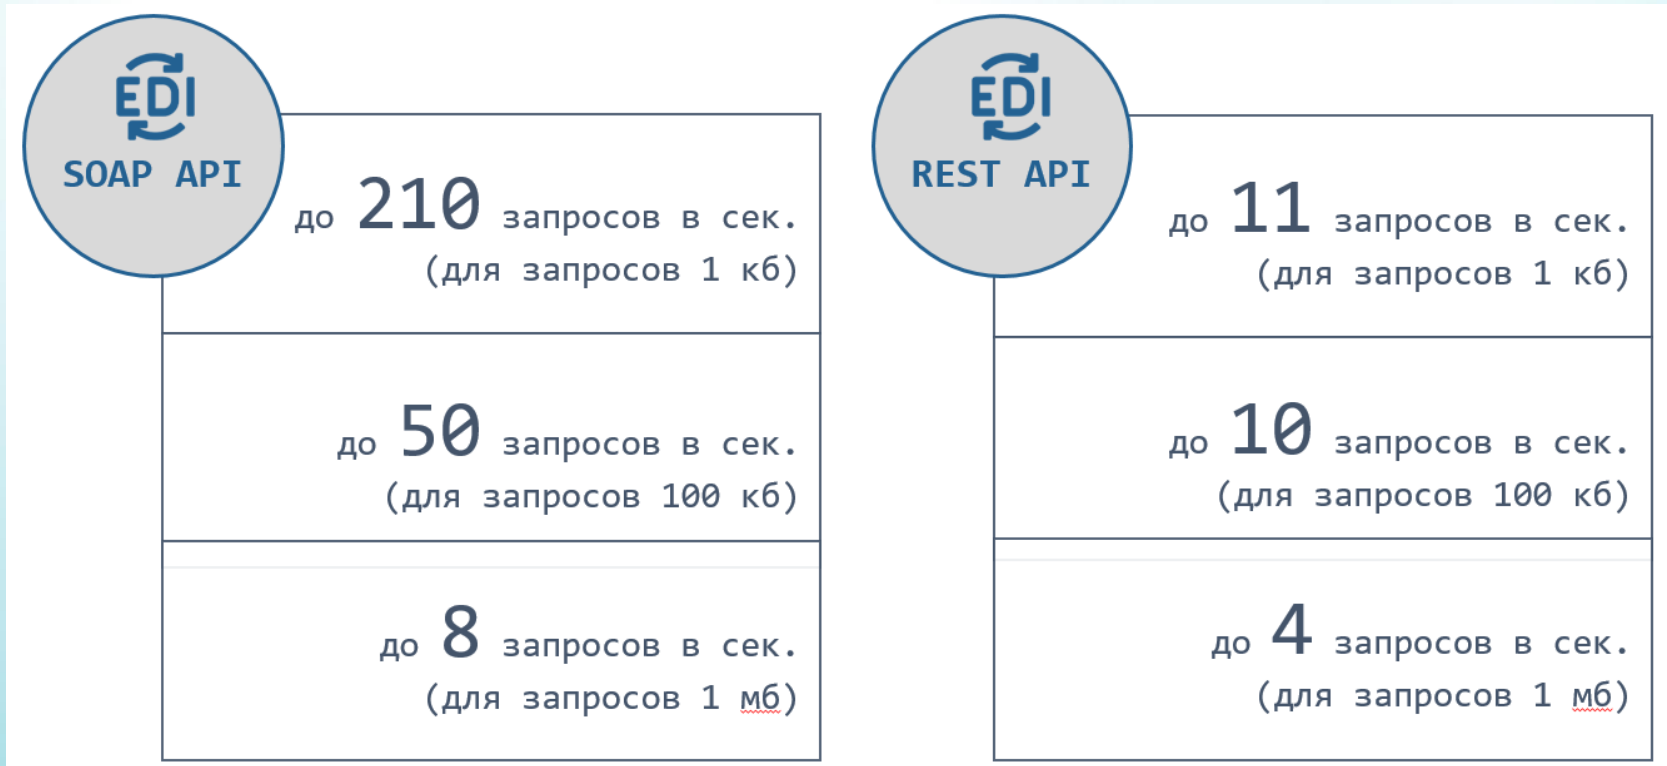 EDI
SOAP API
до 210 запросов в сек.
(для запросов 1 кб)
до 50 запросов в сек.
(для запросов 100 кб)
до 8 запросов в сек.
(для запросов 1 мб)
EDI
REST API
до 11 запросов в сек.
(для запросов 1 кб)
до 10 запросов в сек.
(для запросов 100 кб)
до 4 запросов в сек.
(для запросов 1 мб)